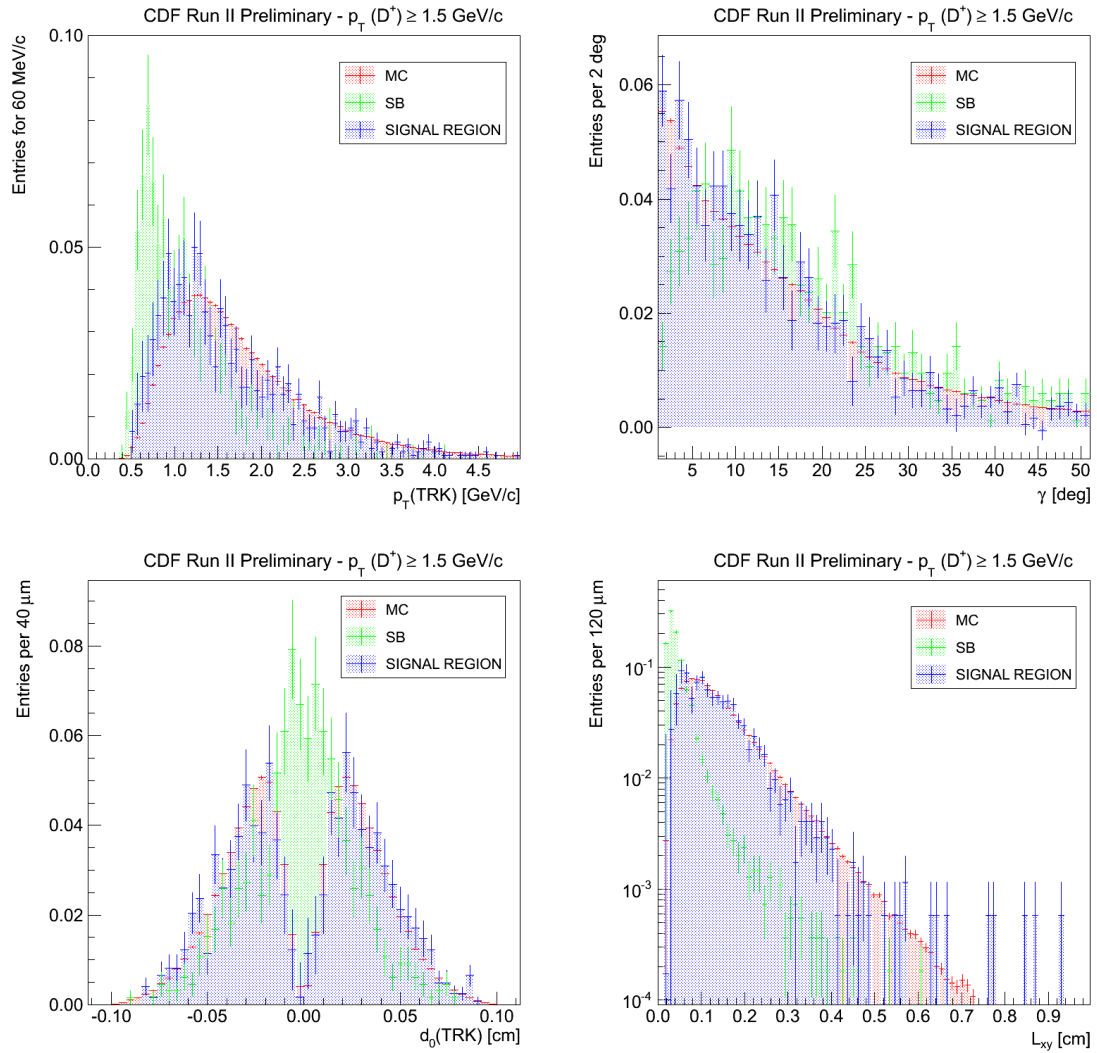 CDF Run II Preliminary - p_T (D⁺) ≥ 1.5 GeV/c
Entries for 60 MeV/c
0.10
0.05
0.00
MC
SB
SIGNAL REGION
0.0 0.5 1.0 1.5 2.0 2.5 3.0 3.5 4.0 4.5
p_T(TRK) [GeV/c]
CDF Run II Preliminary - p_T (D⁺) ≥ 1.5 GeV/c
Entries per 2 deg
0.06
0.04
0.02
0.00
MC
SB
SIGNAL REGION
5 10 15 20 25 30 35 40 45 50
γ [deg]
CDF Run II Preliminary - p_T (D⁺) ≥ 1.5 GeV/c
Entries per 40 μm
0.08
0.06
0.04
0.02
0.00
MC
SB
SIGNAL REGION
-0.10 -0.05 0.00 0.05 0.10
d₀(TRK) [cm]
CDF Run II Preliminary - p_T (D⁺) ≥ 1.5 GeV/c
Entries per 120 μm
10⁻¹
10⁻²
10⁻³
10⁻⁴
MC
SB
SIGNAL REGION
0.0 0.1 0.2 0.3 0.4 0.5 0.6 0.7 0.8 0.9
L_xy [cm]